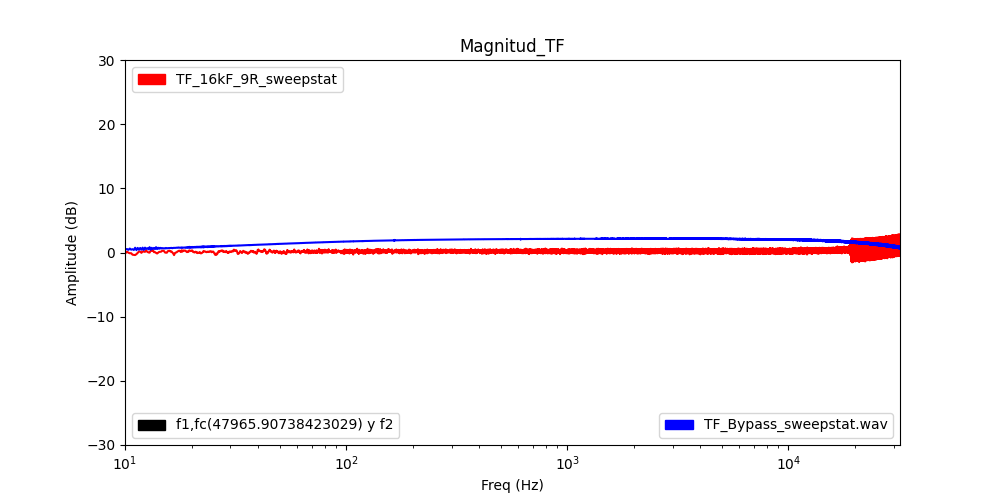 Magnitud_TF
30
20
10
0
−10
−20
−30
Amplitude (dB)
TF_16kF_9R_sweepstat
f1,fc(47965.90738423029) y f2
TF_Bypass_sweepstat.wav
10¹
10²
10³
10⁴
Freq (Hz)